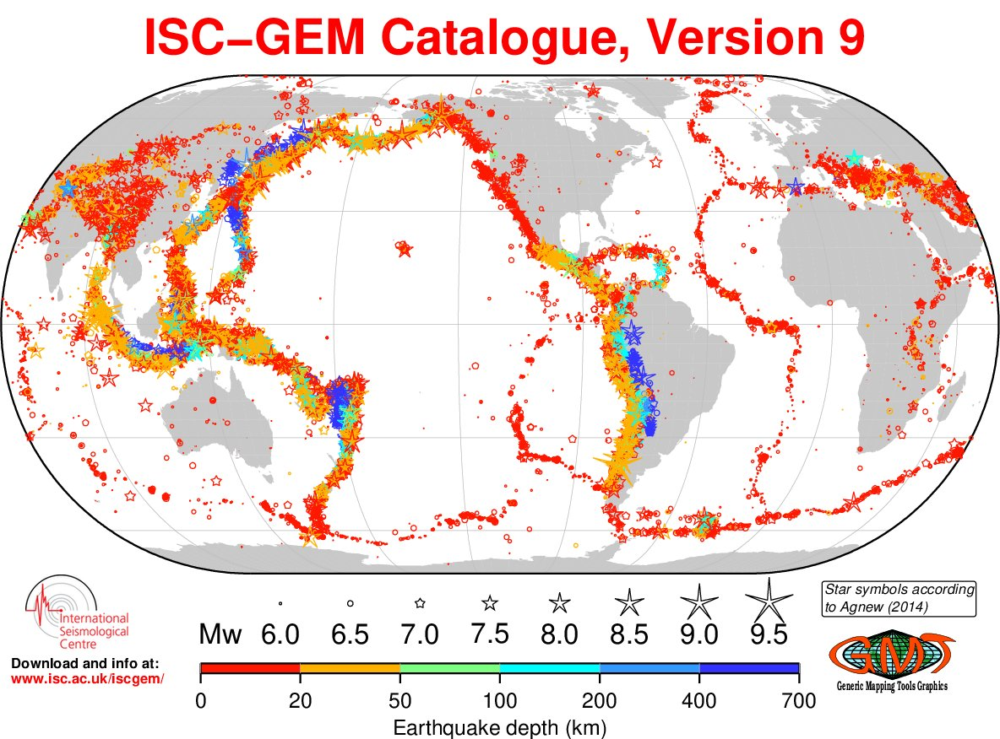 ISC−GEM Catalogue, Version 9
Star symbols according
to Agnew (2014)
International
Seismological
Centre
Mw 6.0 6.5 7.0 7.5 8.0 8.5 9.0 9.5
Download and info at:
www.isc.ac.uk/iscgem/
GMT
Generic Mapping Tools Graphics
0 20 50 100 200 400 700
Earthquake depth (km)